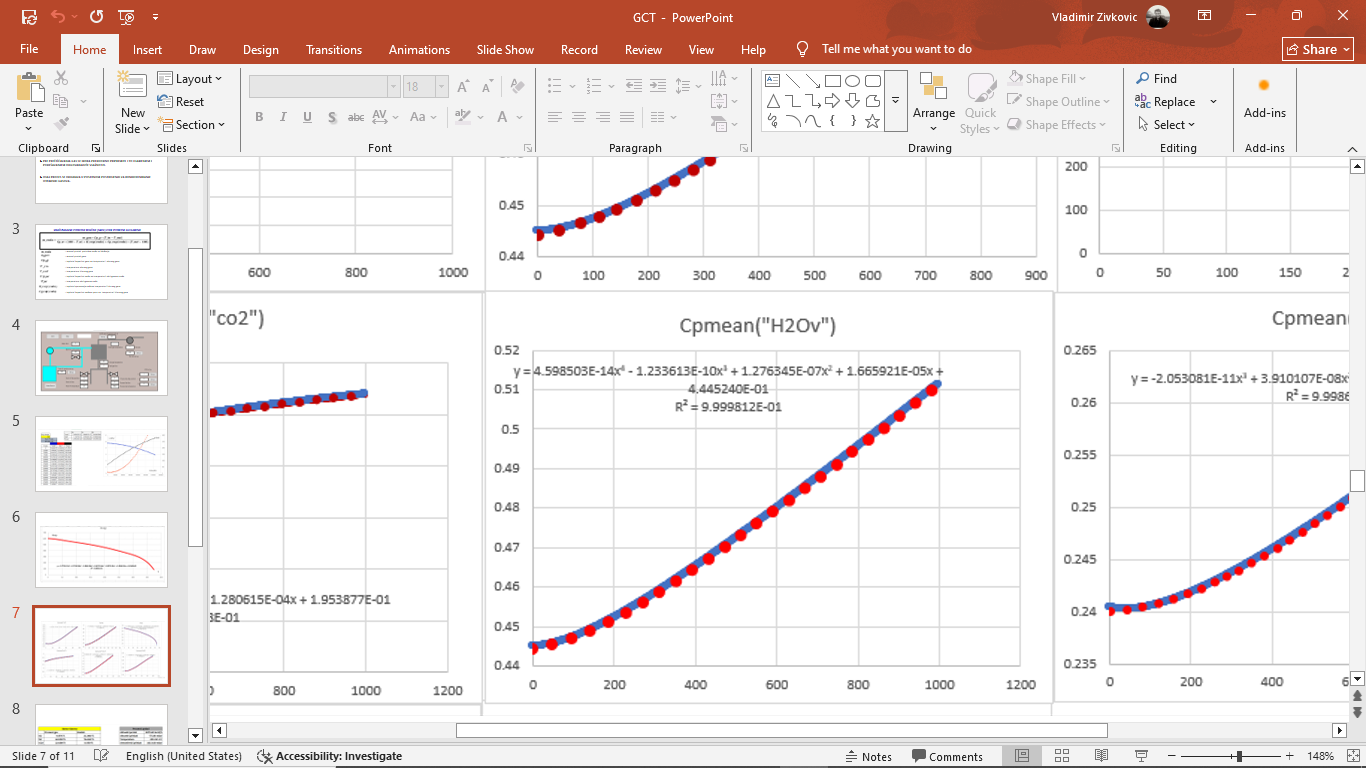 GCT - PowerPoint
Vladimir Zivkovic
File Home Insert Draw Design Transitions Animations Slide Show Record Review View Help Tell me what you want to do Share
Paste
Clipboard
New Slide
Layout
Reset
Section
Slides
18
B I U S abc AV Aa A
Font
Paragraph
Arrange
Quick Styles
Shape Fill
Shape Outline
Shape Effects
Drawing
Find
Replace
Select
Editing
Add-ins
Add-ins
3
4
5
6
7
8
600 800 1000
0.45
0.44
0 100 200 300 400 500 600 700 800 900
200
100
0
0 50 100 150
"co2")
1.280615E-04x + 1.953877E-01
8E-01
800 1000 1200
Cpmean("H2Ov")
y = 4.598503E-14x⁴ - 1.233613E-10x³ + 1.276345E-07x² + 1.665921E-05x +
4.445240E-01
R² = 9.999812E-01
0.52
0.51
0.5
0.49
0.48
0.47
0.46
0.45
0.44
0 200 400 600 800 1000 1200
Cpmean(
y = -2.053081E-11x³ + 3.910107E-08x
R² = 9.9986
0.265
0.26
0.255
0.25
0.245
0.24
0.235
0 200 400
Slide 7 of 11 English (United States) Accessibility: Investigate Notes Comments 148%